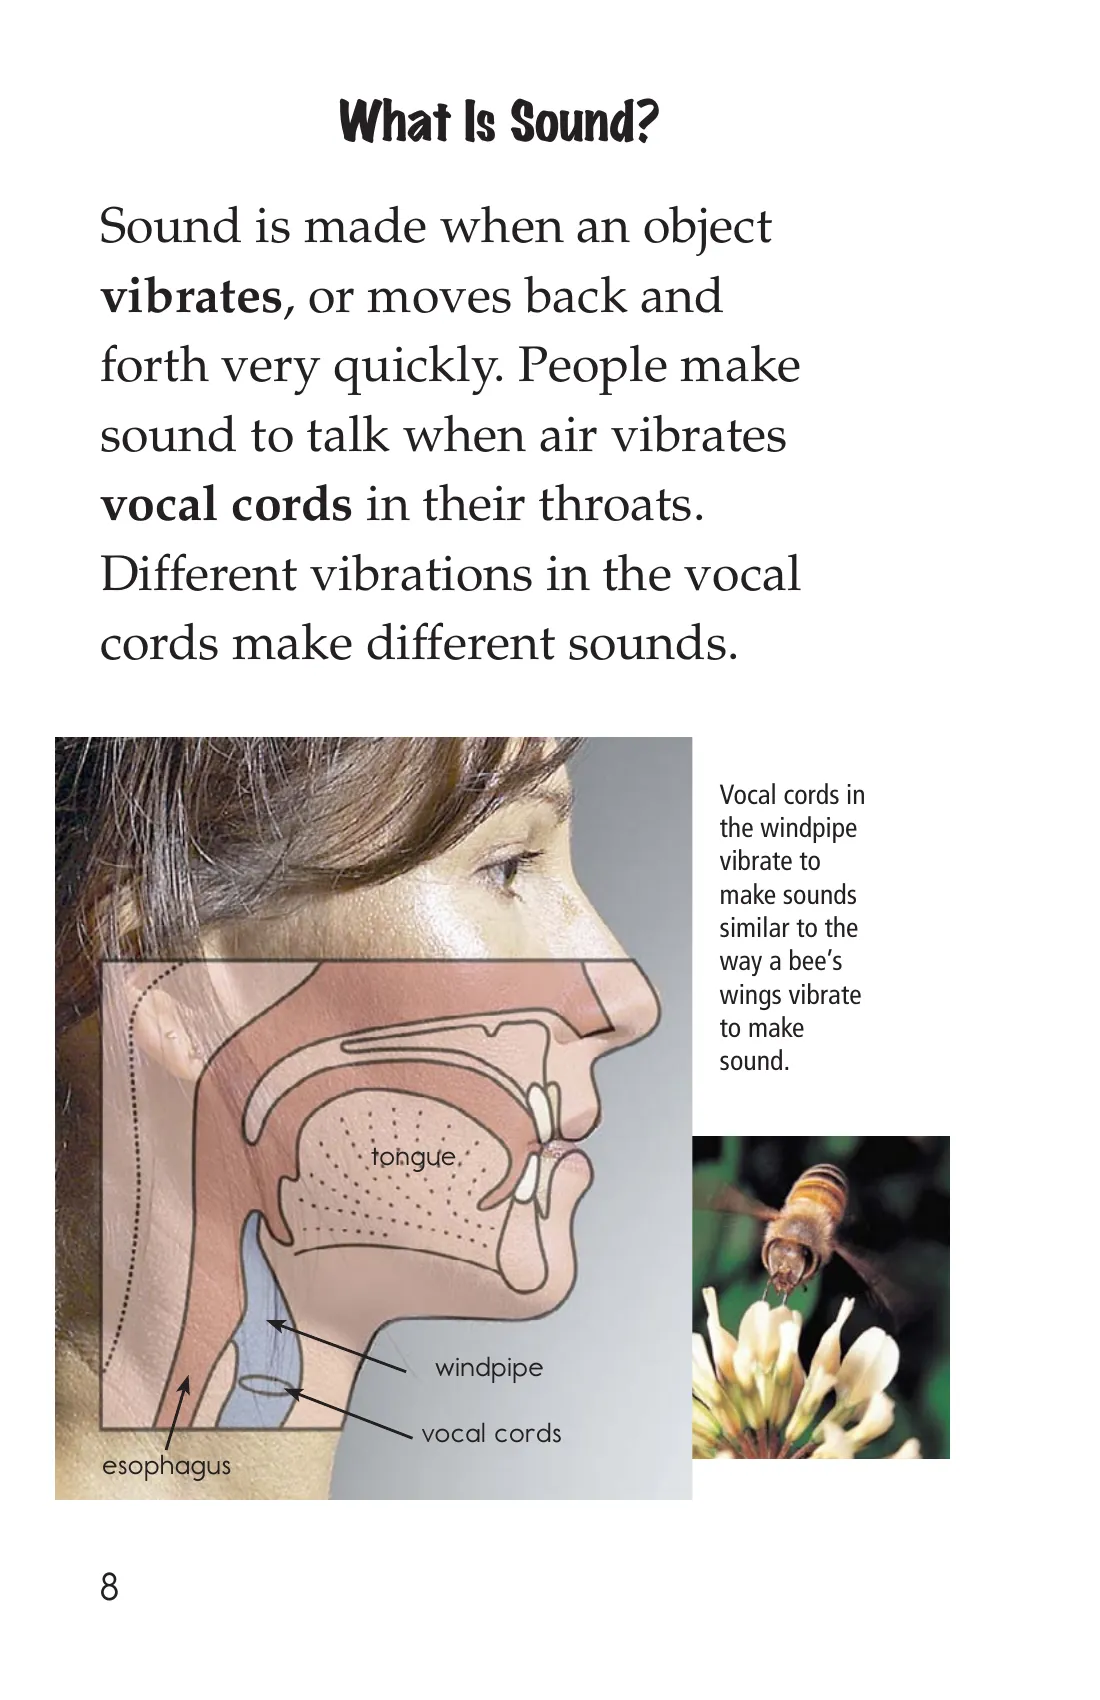 What Is Sound?
Sound is made when an object
vibrates, or moves back and
forth very quickly. People make
sound to talk when air vibrates
vocal cords in their throats.
Different vibrations in the vocal
cords make different sounds.
Vocal cords in
the windpipe
vibrate to
make sounds
similar to the
way a bee’s
wings vibrate
to make
sound.
tongue
windpipe
vocal cords
esophagus
8